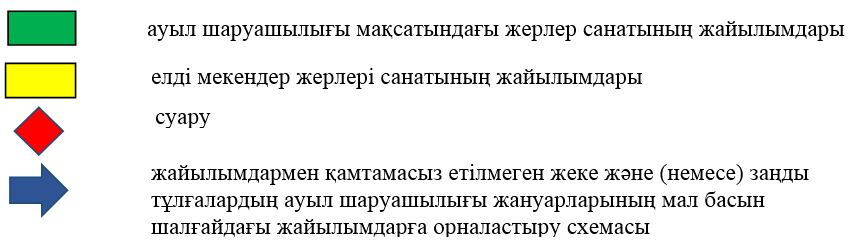 ауыл шаруашылығы мақсатындағы жерлер санатының жайылымдары
елді мекендер жерлері санатының жайылымдары
суару
жайылымдармен қамтамасыз етілмеген жеке және (немесе) заңды
тұлғалардың ауыл шаруашылығы жануарларының мал басын
шалғайдағы жайылымдарға орналастыру схемасы